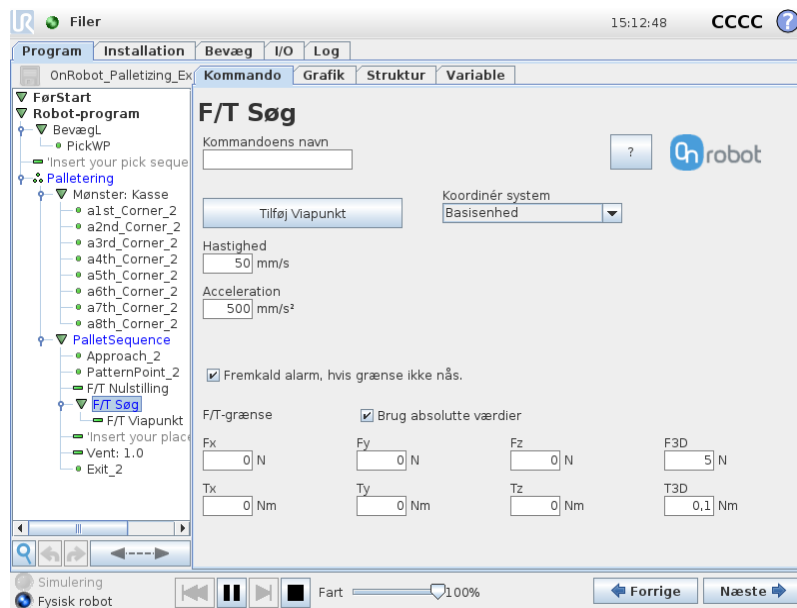 Filer 15:12:48 CCCC ?
Program Installation Bevæg I/O Log
OnRobot_Palletizing_Ex Kommando Grafik Struktur Variable
FørStart
Robot-program
BevægL
PickWP
'Insert your pick seque
Palletering
Mønster: Kasse
a1st_Corner_2
a2nd_Corner_2
a3rd_Corner_2
a4th_Corner_2
a5th_Corner_2
a6th_Corner_2
a7th_Corner_2
a8th_Corner_2
PalletSequence
Approach_2
PatternPoint_2
F/T Nulstilling
F/T Søg
F/T Viapunkt
'Insert your place
Vent: 1.0
Exit_2
F/T Søg
Kommandoens navn
? On robot
Tilføj Viapunkt
Koordinér system
Basisenhed
Hastighed
50 mm/s
Acceleration
500 mm/s²
Fremkald alarm, hvis grænse ikke nås.
F/T-grænse Brug absolutte værdier
Fx Fy Fz F3D
0 N 0 N 0 N 5 N
Tx Ty Tz T3D
0 Nm 0 Nm 0 Nm 0,1 Nm
Simulering
Fysisk robot
Fart 100%
Forrige Næste